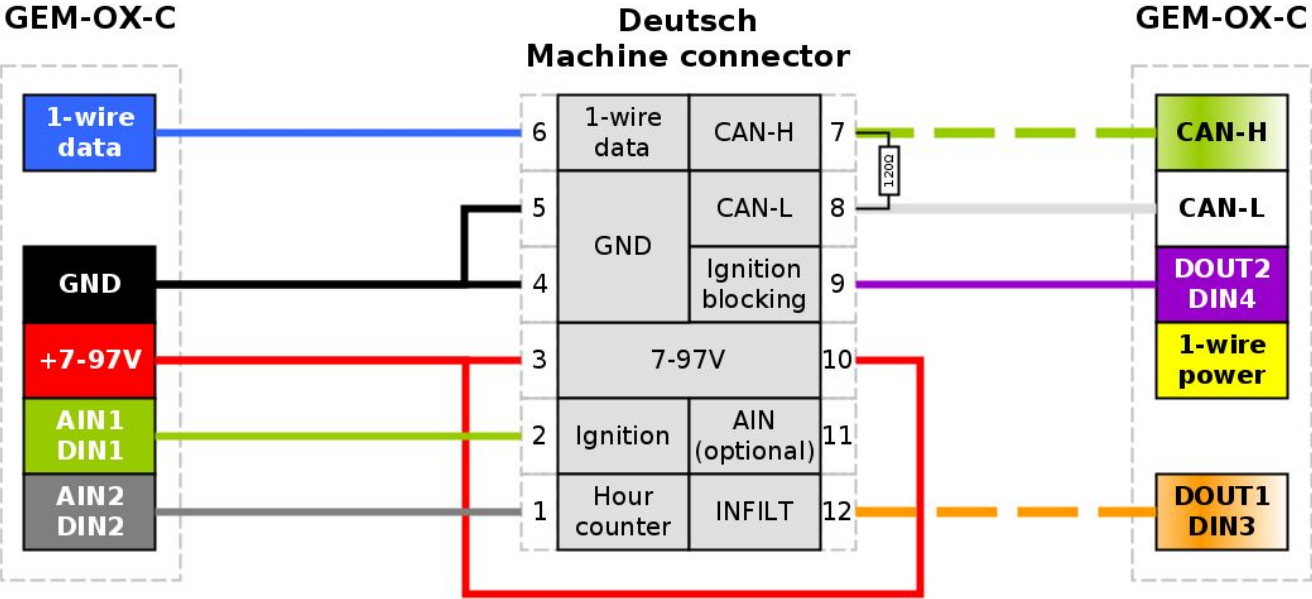 GEM-OX-C
Deutsch
Machine connector
GEM-OX-C
1-wire
data
GND
+7-97V
AIN1
DIN1
AIN2
DIN2
6
5
4
3
2
1
1-wire
data
GND
7-97V
Ignition
Hour
counter
CAN-H
CAN-L
Ignition
blocking
AIN
(optional)
INFILT
7
8
9
10
11
12
120Ω
CAN-H
CAN-L
DOUT2
DIN4
1-wire
power
DOUT1
DIN3